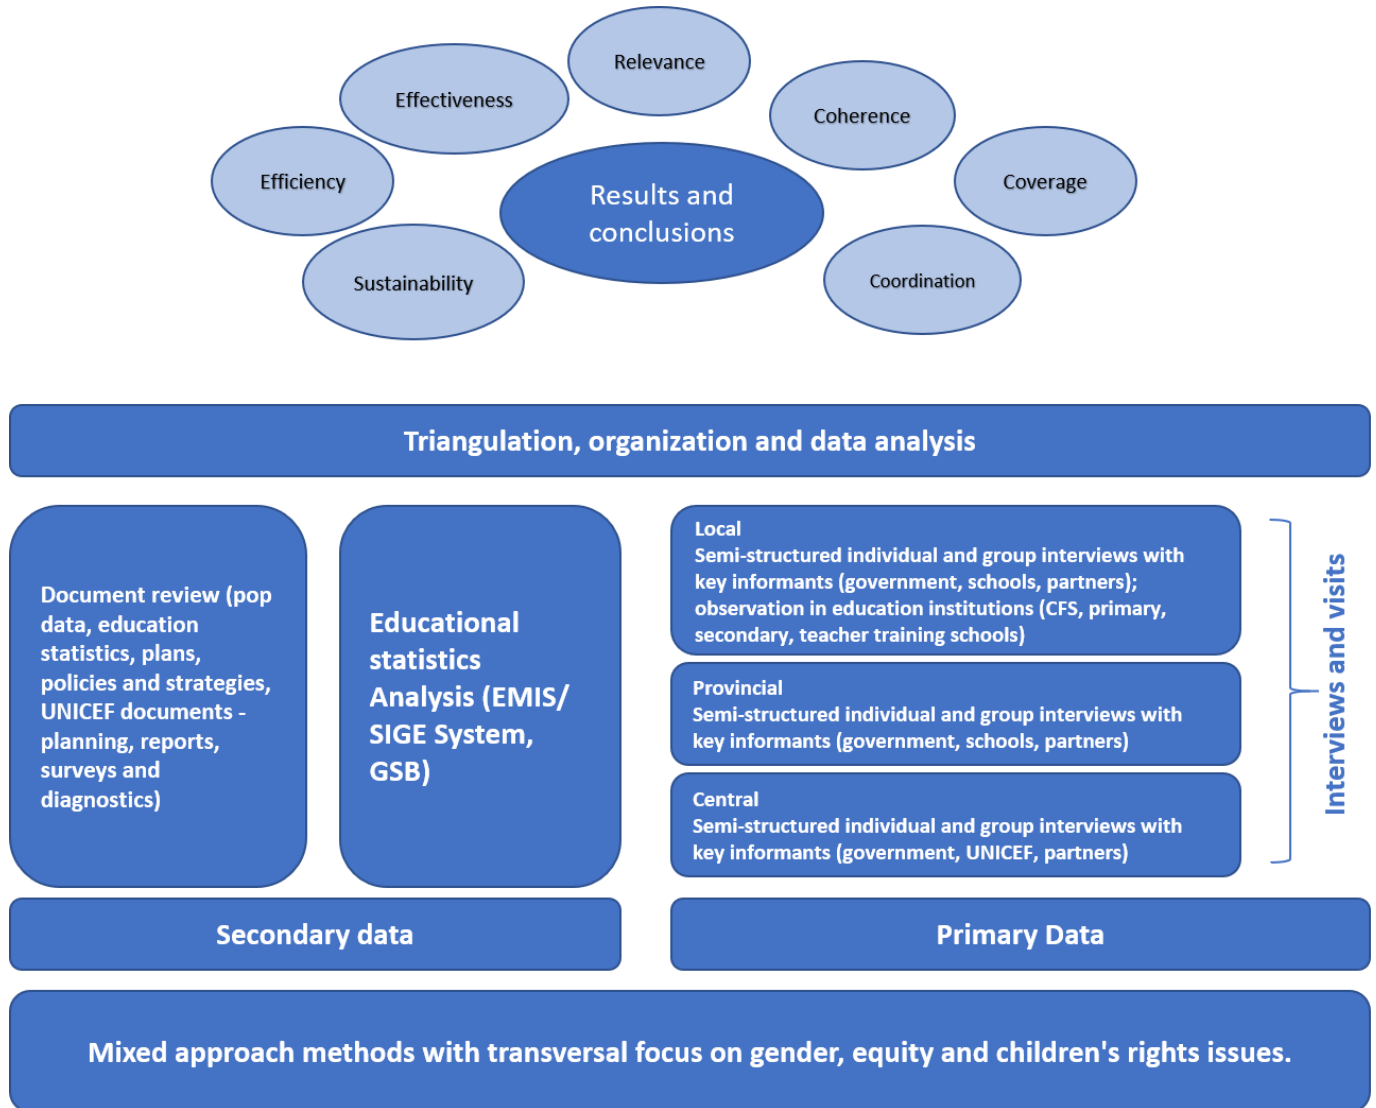 Relevance
Effectiveness
Coherence
Efficiency
Coverage
Results and
conclusions
Sustainability
Coordination
Triangulation, organization and data analysis
Document review (pop
data, education
statistics, plans,
policies and strategies,
UNICEF documents -
planning, reports,
surveys and
diagnostics)
Educational
statistics
Analysis (EMIS/
SIGE System,
GSB)
Local
Semi-structured individual and group interviews with
key informants (government, schools, partners);
observation in education institutions (CFS, primary,
secondary, teacher training schools)
Provincial
Semi-structured individual and group interviews with
key informants (government, schools, partners)
Central
Semi-structured individual and group interviews with
key informants (government, UNICEF, partners)
Interviews and visits
Secondary data
Primary Data
Mixed approach methods with transversal focus on gender, equity and children's rights issues.